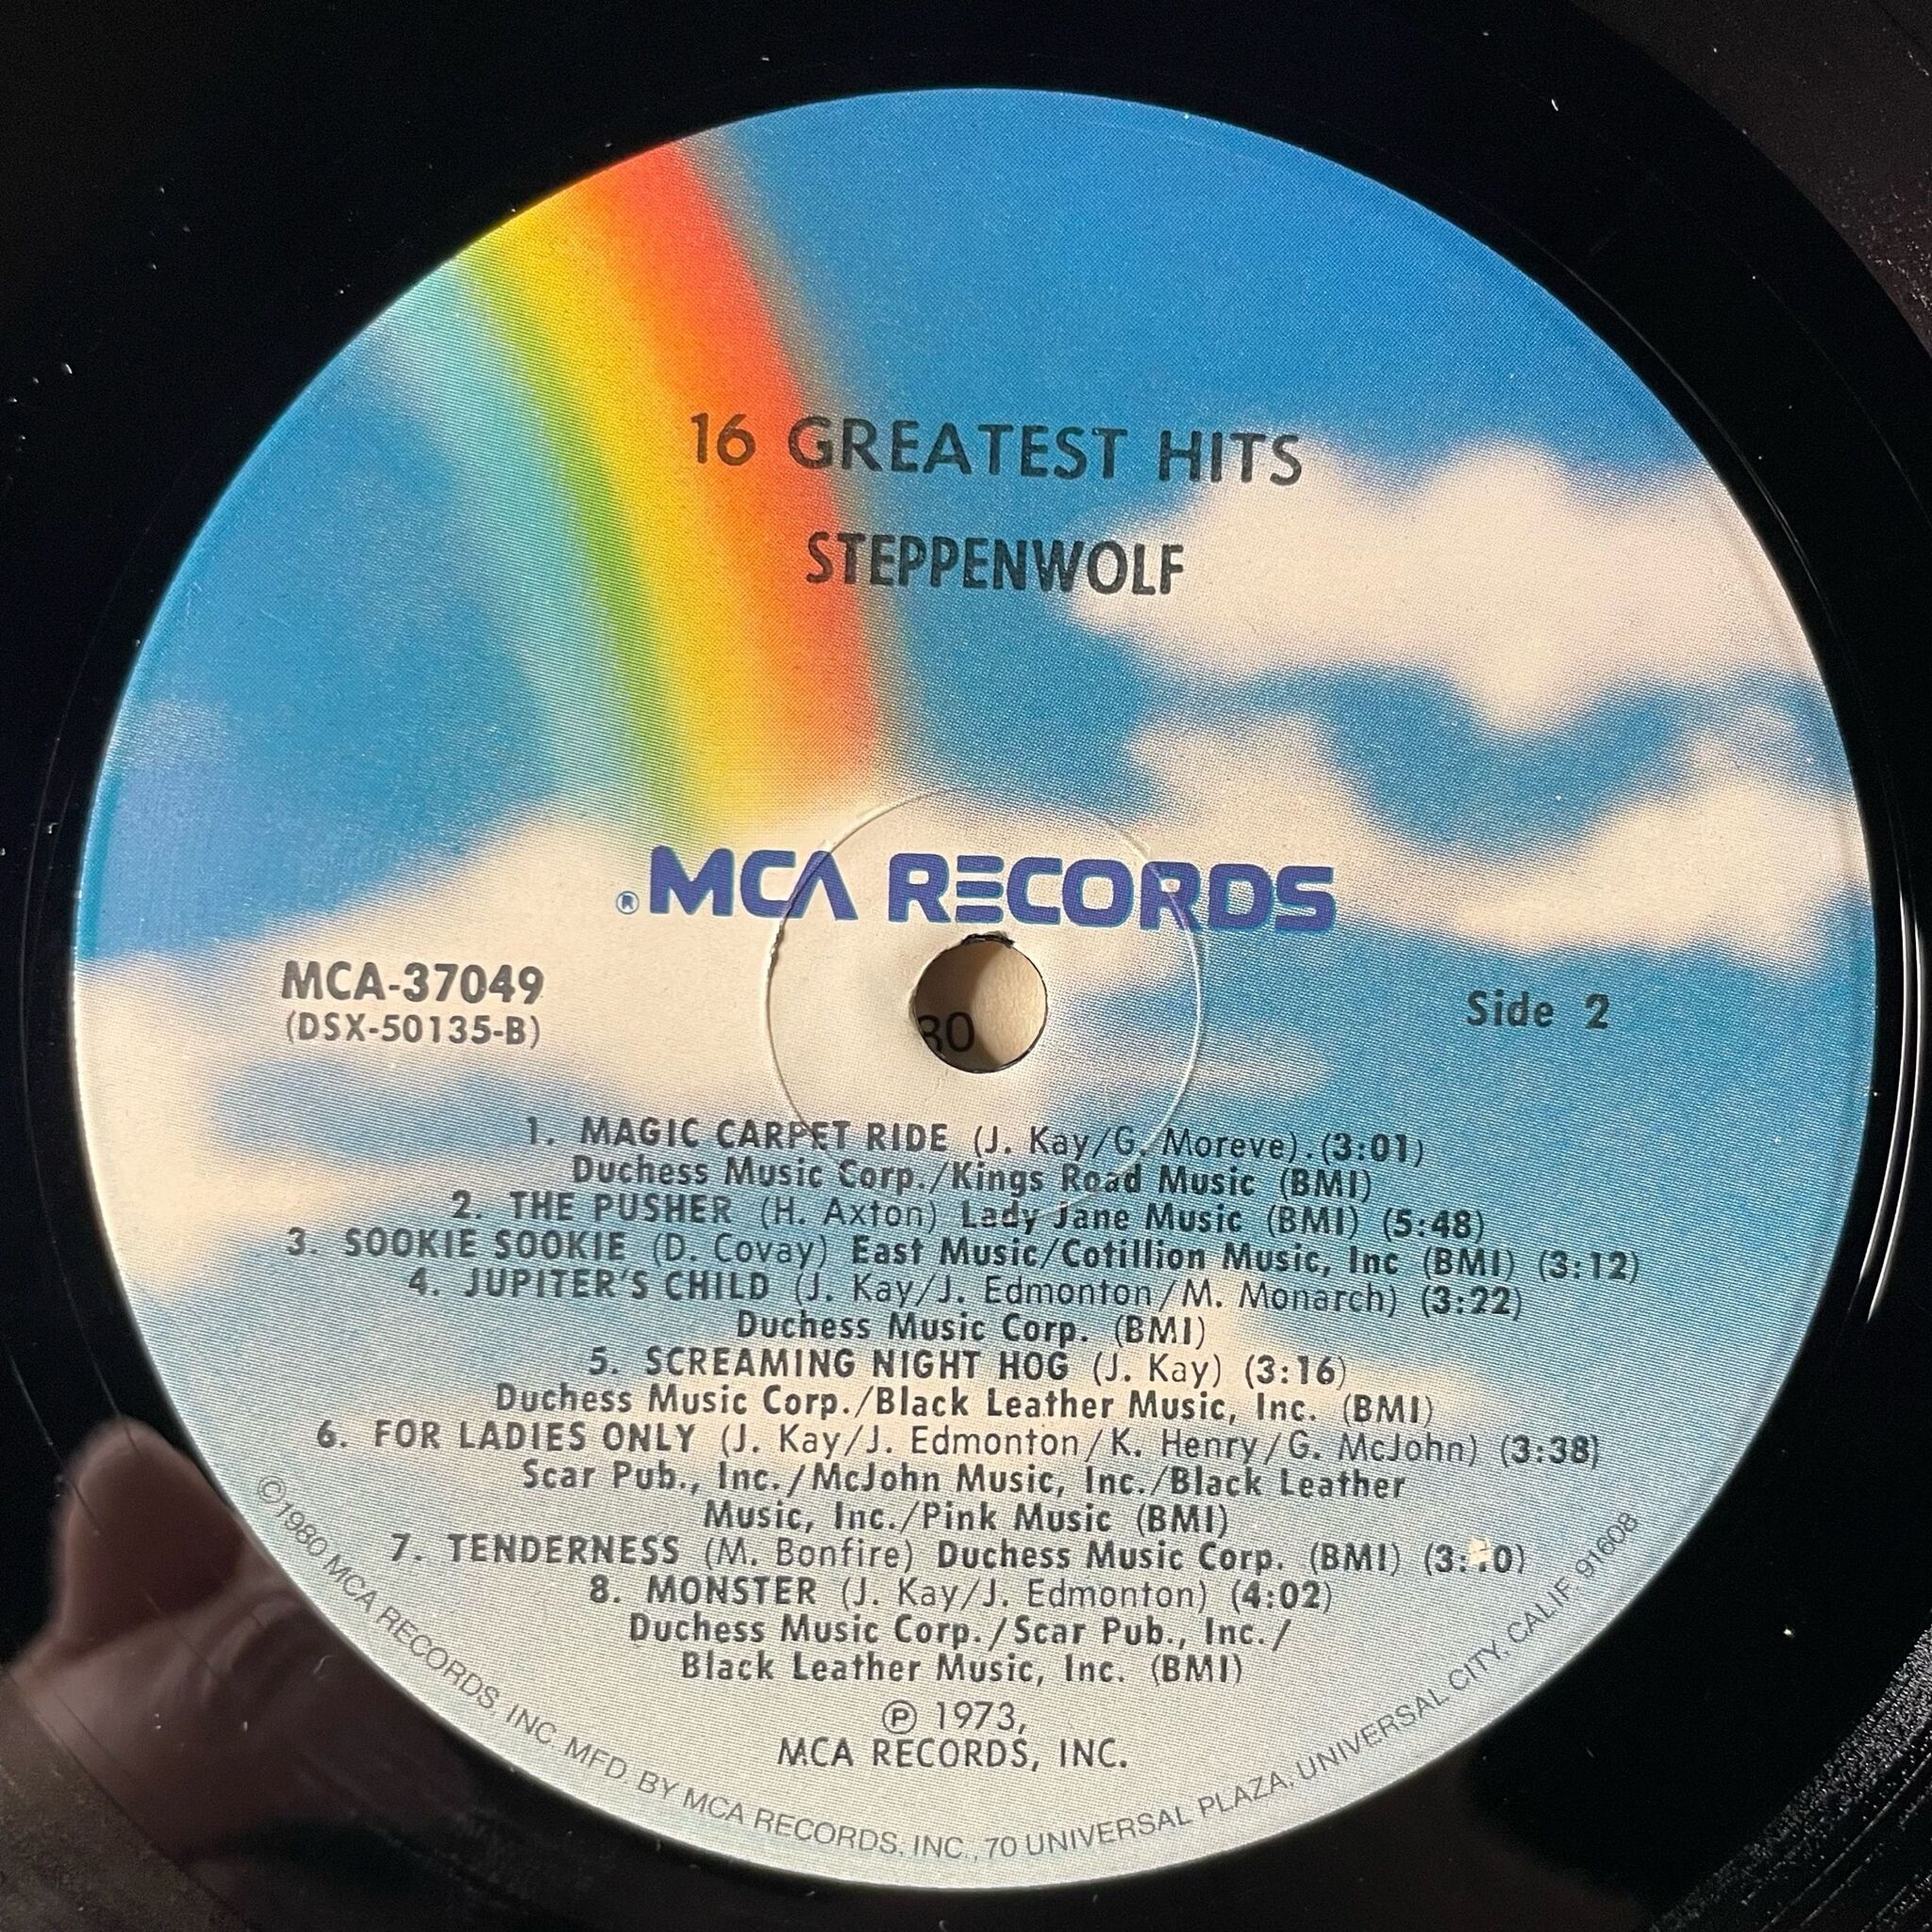 16 GREATEST HITS
STEPPENWOLF
® MCA RECORDS
MCA-37049
(DSX-50135-B)
Side 2
1. MAGIC CARPET RIDE (J. Kay/G. Moreve).(3:01)
Duchess Music Corp./Kings Road Music (BMI)
2. THE PUSHER (H. Axton) Lady Jane Music (BMI) (5:48)
3. SOOKIE SOOKIE (D. Covay) East Music/Cotillion Music, Inc (BMI) (3:12)
4. JUPITER'S CHILD (J. Kay/J. Edmonton/M. Monarch) (3:22)
Duchess Music Corp. (BMI)
5. SCREAMING NIGHT HOG (J. Kay) (3:16)
Duchess Music Corp./Black Leather Music, Inc. (BMI)
6. FOR LADIES ONLY (J. Kay/J. Edmonton/K. Henry/G. McJohn) (3:38)
Scar Pub., Inc./McJohn Music, Inc./Black Leather
Music, Inc./Pink Music (BMI)
7. TENDERNESS (M. Bonfire) Duchess Music Corp. (BMI)
8. MONSTER (J. Kay/J. Edmonton) (4:02)
Duchess Music Corp./Scar Pub., Inc./
Black Leather Music, Inc. (BMI)
℗ 1973,
MCA RECORDS, INC.
©1980 MCA RECORDS, INC. MFD. BY MCA RECORDS, INC., 70 UNIVERSAL PLAZA, UNIVERSAL CITY, CALIF. 91608